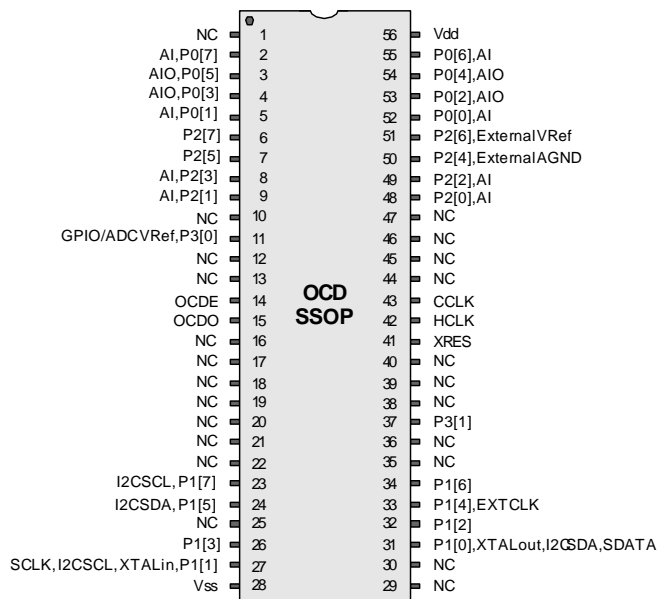 NC 1 56 Vdd
AI,P0[7] 2 55 P0[6],AI
AIO,P0[5] 3 54 P0[4],AIO
AIO,P0[3] 4 53 P0[2],AIO
AI,P0[1] 5 52 P0[0],AI
P2[7] 6 51 P2[6],ExternalVRef
P2[5] 7 50 P2[4],ExternalAGND
AI,P2[3] 8 49 P2[2],AI
AI,P2[1] 9 48 P2[0],AI
NC 10 47 NC
GPIO/ADCVRef,P3[0] 11 46 NC
NC 12 45 NC
NC 13 44 NC
OCDE 14 OCD 43 CCLK
OCDO 15 SSOP 42 HCLK
NC 16 41 XRES
NC 17 40 NC
NC 18 39 NC
NC 19 38 NC
NC 20 37 P3[1]
NC 21 36 NC
NC 22 35 NC
I2CSCL,P1[7] 23 34 P1[6]
I2CSDA,P1[5] 24 33 P1[4],EXTCLK
NC 25 32 P1[2]
P1[3] 26 31 P1[0],XTALout,I2CSDA,SDATA
SCLK,I2CSCL,XTALin,P1[1] 27 30 NC
Vss 28 29 NC